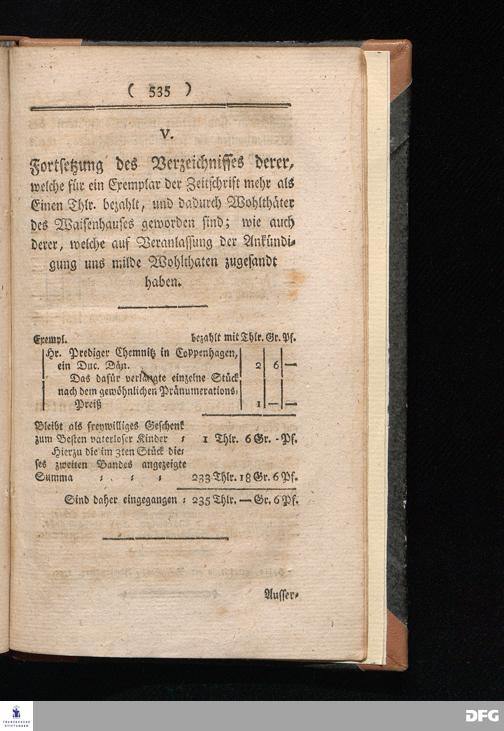 ( 535 )
V.
Fortsetzung des Verzeichnisses derer,
welche für ein Exemplar der Zeitschrift mehr als
Einen Thlr. bezahlt, und dadurch Wohlthäter
des Waisenhauses geworden sind; wie auch
derer, welche auf Veranlassung der Ankündi-
gung uns milde Wohlthaten zugesandt
haben.
Exempl. bezahlt mit Thlr. Gr. Pf.
Hr. Prediger Chemnitz in Coppenhagen,
ein Duc. Dän. 2 6 —
Das dafür verlangte einzelne Stück
nach dem gewöhnlichen Pränumerations-
Preiß 1 — —
Bleibt als freywilliges Geschenk
zum Besten vaterloser Kinder : 1 Thlr. 6 Gr. - Pf.
Hierzu die im 3ten Stück die-
ses zweiten Bandes angezeigte
Summa : : : 233 Thlr. 18 Gr. 6 Pf.
Sind daher eingegangen : 235 Thlr. — Gr. 6 Pf.
Ausser-
FRANCKESCHE
STIFTUNGEN
DFG